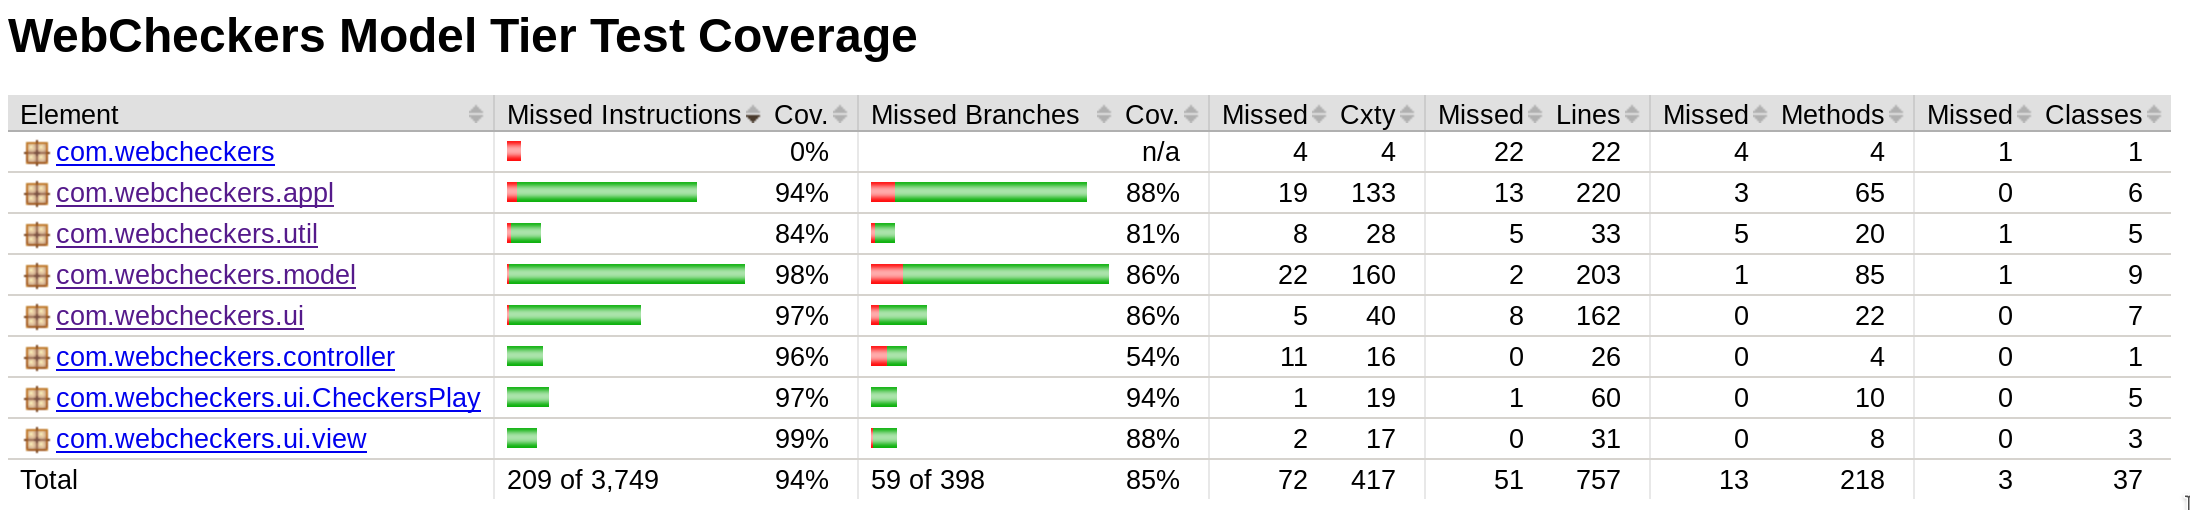 WebCheckers Model Tier Test Coverage
Element Missed Instructions Cov. Missed Branches Cov. Missed Cxty Missed Lines Missed Methods Missed Classes
com.webcheckers 0% n/a 4 4 22 22 4 4 1 1
com.webcheckers.appl 94% 88% 19 133 13 220 3 65 0 6
com.webcheckers.util 84% 81% 8 28 5 33 5 20 1 5
com.webcheckers.model 98% 86% 22 160 2 203 1 85 1 9
com.webcheckers.ui 97% 86% 5 40 8 162 0 22 0 7
com.webcheckers.controller 96% 54% 11 16 0 26 0 4 0 1
com.webcheckers.ui.CheckersPlay 97% 94% 1 19 1 60 0 10 0 5
com.webcheckers.ui.view 99% 88% 2 17 0 31 0 8 0 3
Total 209 of 3,749 94% 59 of 398 85% 72 417 51 757 13 218 3 37